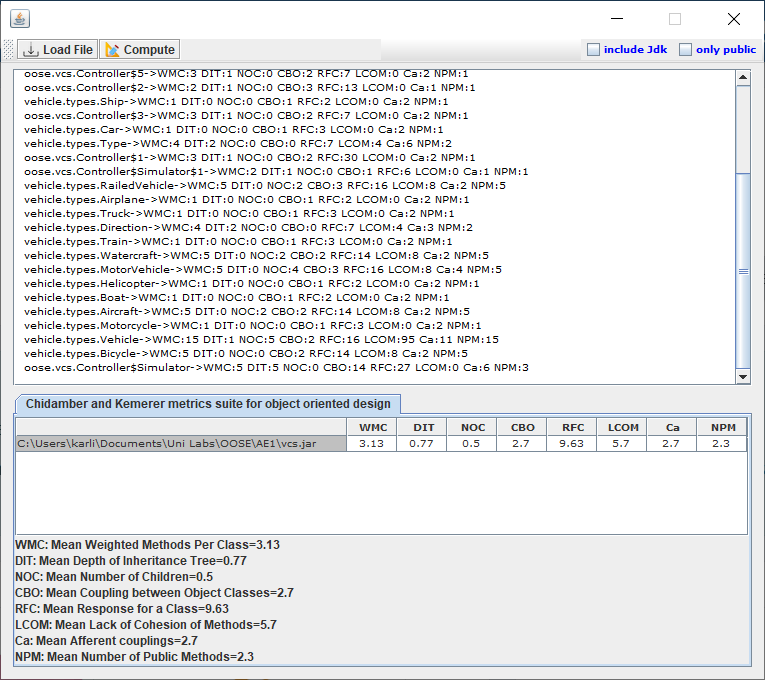 Load File
Compute
include Jdk
only public
oose.vcs.Controller$5->WMC:3 DIT:1 NOC:0 CBO:2 RFC:7 LCOM:0 Ca:2 NPM:1
oose.vcs.Controller$2->WMC:2 DIT:1 NOC:0 CBO:3 RFC:13 LCOM:0 Ca:1 NPM:1
vehicle.types.Ship->WMC:1 DIT:0 NOC:0 CBO:1 RFC:2 LCOM:0 Ca:2 NPM:1
oose.vcs.Controller$3->WMC:3 DIT:1 NOC:0 CBO:2 RFC:7 LCOM:0 Ca:2 NPM:1
vehicle.types.Car->WMC:1 DIT:0 NOC:0 CBO:1 RFC:3 LCOM:0 Ca:2 NPM:1
vehicle.types.Type->WMC:4 DIT:2 NOC:0 CBO:0 RFC:7 LCOM:4 Ca:6 NPM:2
oose.vcs.Controller$1->WMC:3 DIT:1 NOC:0 CBO:2 RFC:30 LCOM:0 Ca:2 NPM:1
oose.vcs.Controller$Simulator$1->WMC:2 DIT:1 NOC:0 CBO:1 RFC:6 LCOM:0 Ca:1 NPM:1
vehicle.types.RailedVehicle->WMC:5 DIT:0 NOC:2 CBO:3 RFC:16 LCOM:8 Ca:2 NPM:5
vehicle.types.Airplane->WMC:1 DIT:0 NOC:0 CBO:1 RFC:2 LCOM:0 Ca:2 NPM:1
vehicle.types.Truck->WMC:1 DIT:0 NOC:0 CBO:1 RFC:3 LCOM:0 Ca:2 NPM:1
vehicle.types.Direction->WMC:4 DIT:2 NOC:0 CBO:0 RFC:7 LCOM:4 Ca:3 NPM:2
vehicle.types.Train->WMC:1 DIT:0 NOC:0 CBO:1 RFC:3 LCOM:0 Ca:2 NPM:1
vehicle.types.Watercraft->WMC:5 DIT:0 NOC:2 CBO:2 RFC:14 LCOM:8 Ca:2 NPM:5
vehicle.types.MotorVehicle->WMC:5 DIT:0 NOC:4 CBO:3 RFC:16 LCOM:8 Ca:4 NPM:5
vehicle.types.Helicopter->WMC:1 DIT:0 NOC:0 CBO:1 RFC:2 LCOM:0 Ca:2 NPM:1
vehicle.types.Boat->WMC:1 DIT:0 NOC:0 CBO:1 RFC:2 LCOM:0 Ca:2 NPM:1
vehicle.types.Aircraft->WMC:5 DIT:0 NOC:2 CBO:2 RFC:14 LCOM:8 Ca:2 NPM:5
vehicle.types.Motorcycle->WMC:1 DIT:0 NOC:0 CBO:1 RFC:3 LCOM:0 Ca:2 NPM:1
vehicle.types.Vehicle->WMC:15 DIT:1 NOC:5 CBO:2 RFC:16 LCOM:95 Ca:11 NPM:15
vehicle.types.Bicycle->WMC:5 DIT:0 NOC:0 CBO:2 RFC:14 LCOM:8 Ca:2 NPM:5
oose.vcs.Controller$Simulator->WMC:5 DIT:5 NOC:0 CBO:14 RFC:27 LCOM:0 Ca:6 NPM:3
Chidamber and Kemerer metrics suite for object oriented design
WMC DIT NOC CBO RFC LCOM Ca NPM
C:\Users\karli\Documents\Uni Labs\OOSE\AE1\vcs.jar 3.13 0.77 0.5 2.7 9.63 5.7 2.7 2.3
WMC: Mean Weighted Methods Per Class=3.13
DIT: Mean Depth of Inheritance Tree=0.77
NOC: Mean Number of Children=0.5
CBO: Mean Coupling between Object Classes=2.7
RFC: Mean Response for a Class=9.63
LCOM: Mean Lack of Cohesion of Methods=5.7
Ca: Mean Afferent couplings=2.7
NPM: Mean Number of Public Methods=2.3